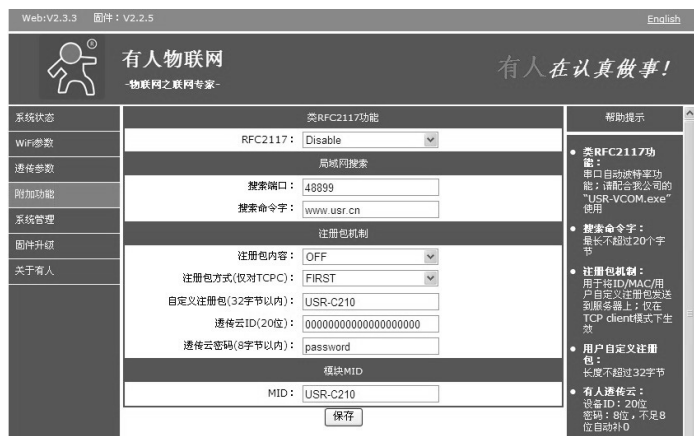 Web:V2.3.3 固件：V2.2.5 English
®
有人物联网
-物联网之联网专家-
有人在认真做事!
系统状态
WiFi参数
透传参数
附加功能
系统管理
固件升级
关于有人
类RFC2117功能
RFC2117： Disable
局域网搜索
搜索端口： 48899
搜索命令字： www.usr.cn
注册包机制
注册包内容： OFF
注册包方式(仅对TCPC)： FIRST
自定义注册包(32字节以内)： USR-C210
透传云ID(20位)： 00000000000000000000
透传云密码(8字节以内)： password
模块MID
MID： USR-C210
保存
帮助提示
类RFC2117功
能：
串口自动波特率功
能；请配合我公司的
“USR-VCOM.exe”
使用
搜索命令字：
最长不超过20个字
节
注册包机制：
用于将ID/MAC/用
户自定义注册包发送
到服务器上；仅在
TCP client模式下生
效
用户自定义注册
包：
长度不超过32字节
有人透传云：
设备ID：20位
密码：8位，不足8
位自动补0